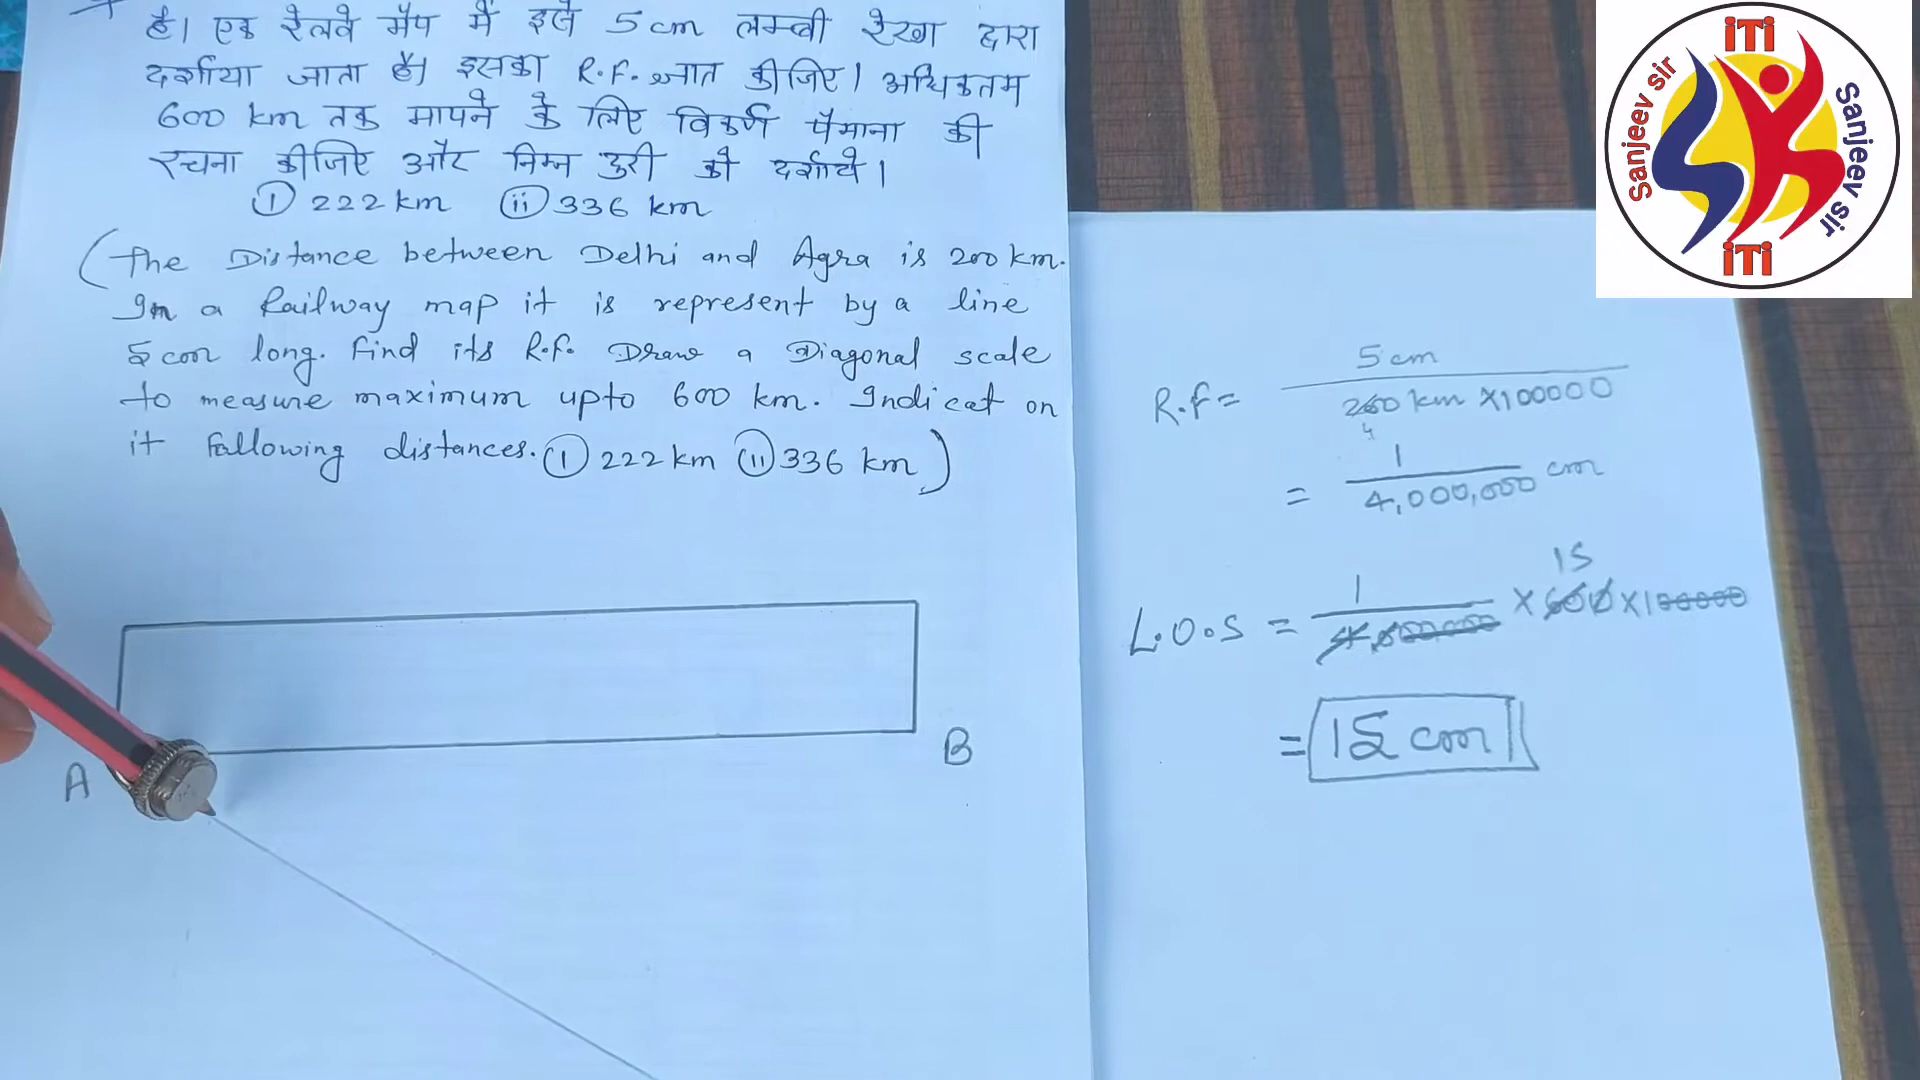 है। एक रेलवे मैप में इसे 5cm लम्बी रेखा द्वारा
दर्शाया जाता है। इसका R.F. ज्ञात कीजिए। अधिकतम
600 km तक मापने के लिए विकर्ण पैमाना की
रचना कीजिए और निम्न दुरी को दर्शाये।
(i) 222 km (ii) 336 km
(The Distance between Delhi and Agra is 200 km.
In a Railway map it is represent by a line
5 cm long. Find its R.F. Draw a Diagonal scale
to measure maximum upto 600 km. Indicat on
it following distances. (i) 222 km (ii) 336 km)
A
B
R.F = 5 cm / 200 km × 100000
4
= 1 / 4,000,000 cm
15
L.O.S = 1 / 4,000,000 × 600 × 100000
= 15 cm
iTi
Sanjeev sir
Sanjeev sir
iTi